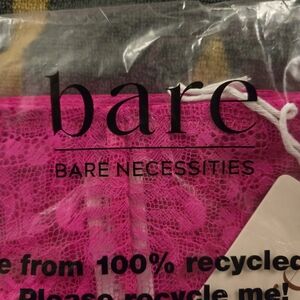 bare
BARE NECESSITIES
e from 100% recycled
Please recycle me!